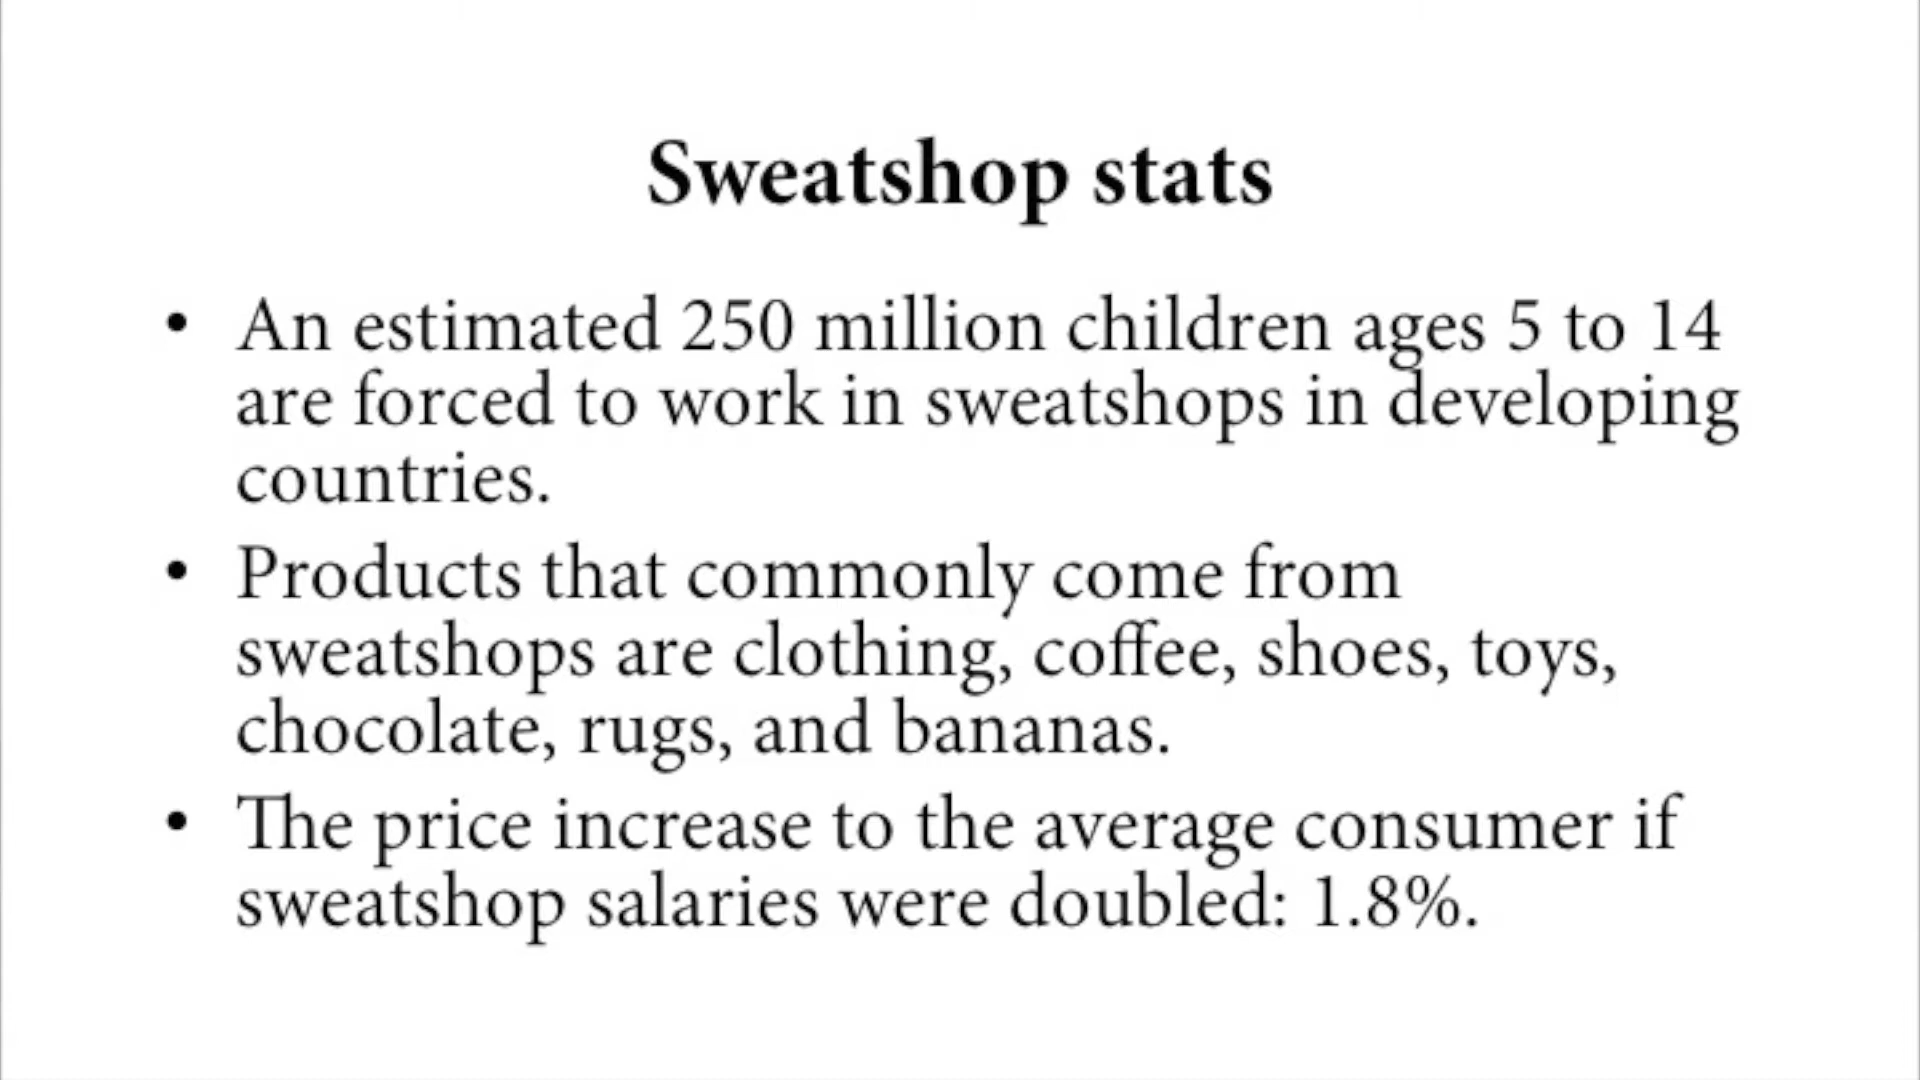 Sweatshop stats
• An estimated 250 million children ages 5 to 14
are forced to work in sweatshops in developing
countries.
• Products that commonly come from
sweatshops are clothing, coffee, shoes, toys,
chocolate, rugs, and bananas.
• The price increase to the average consumer if
sweatshop salaries were doubled: 1.8%.